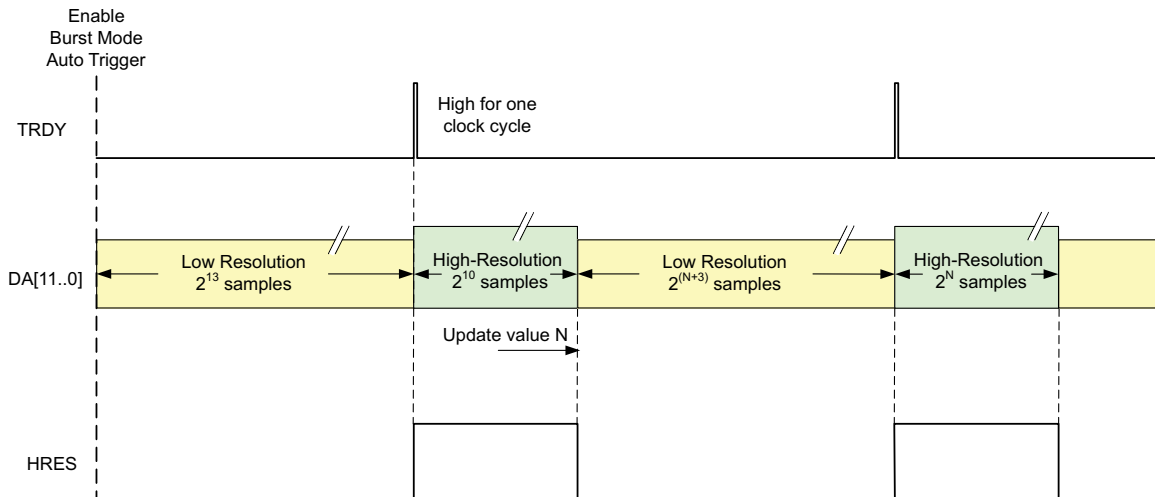 Enable
Burst Mode
Auto Trigger
TRDY
High for one
clock cycle
DA[11..0]
Low Resolution
2^13 samples
High-Resolution
2^10 samples
Low Resolution
2^(N+3) samples
High-Resolution
2^N samples
Update value N
HRES